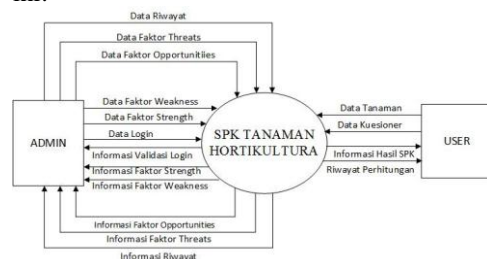 Data Riwayat
Data Faktor Threats
Data Faktor Opportunitiies
Data Faktor Weakness
Data Faktor Strength
Data Login
Informasi Validasi Login
Informasi Faktor Strength
Informasi Faktor Weakness
ADMIN
SPK TANAMAN
HORTIKULTURA
Data Tanaman
Data Kuesioner
Informasi Hasil SPK
Riwayat Perhitungan
USER
Informasi Faktor Opportunities
Informasi Faktor Threats
Informasi Riwayat